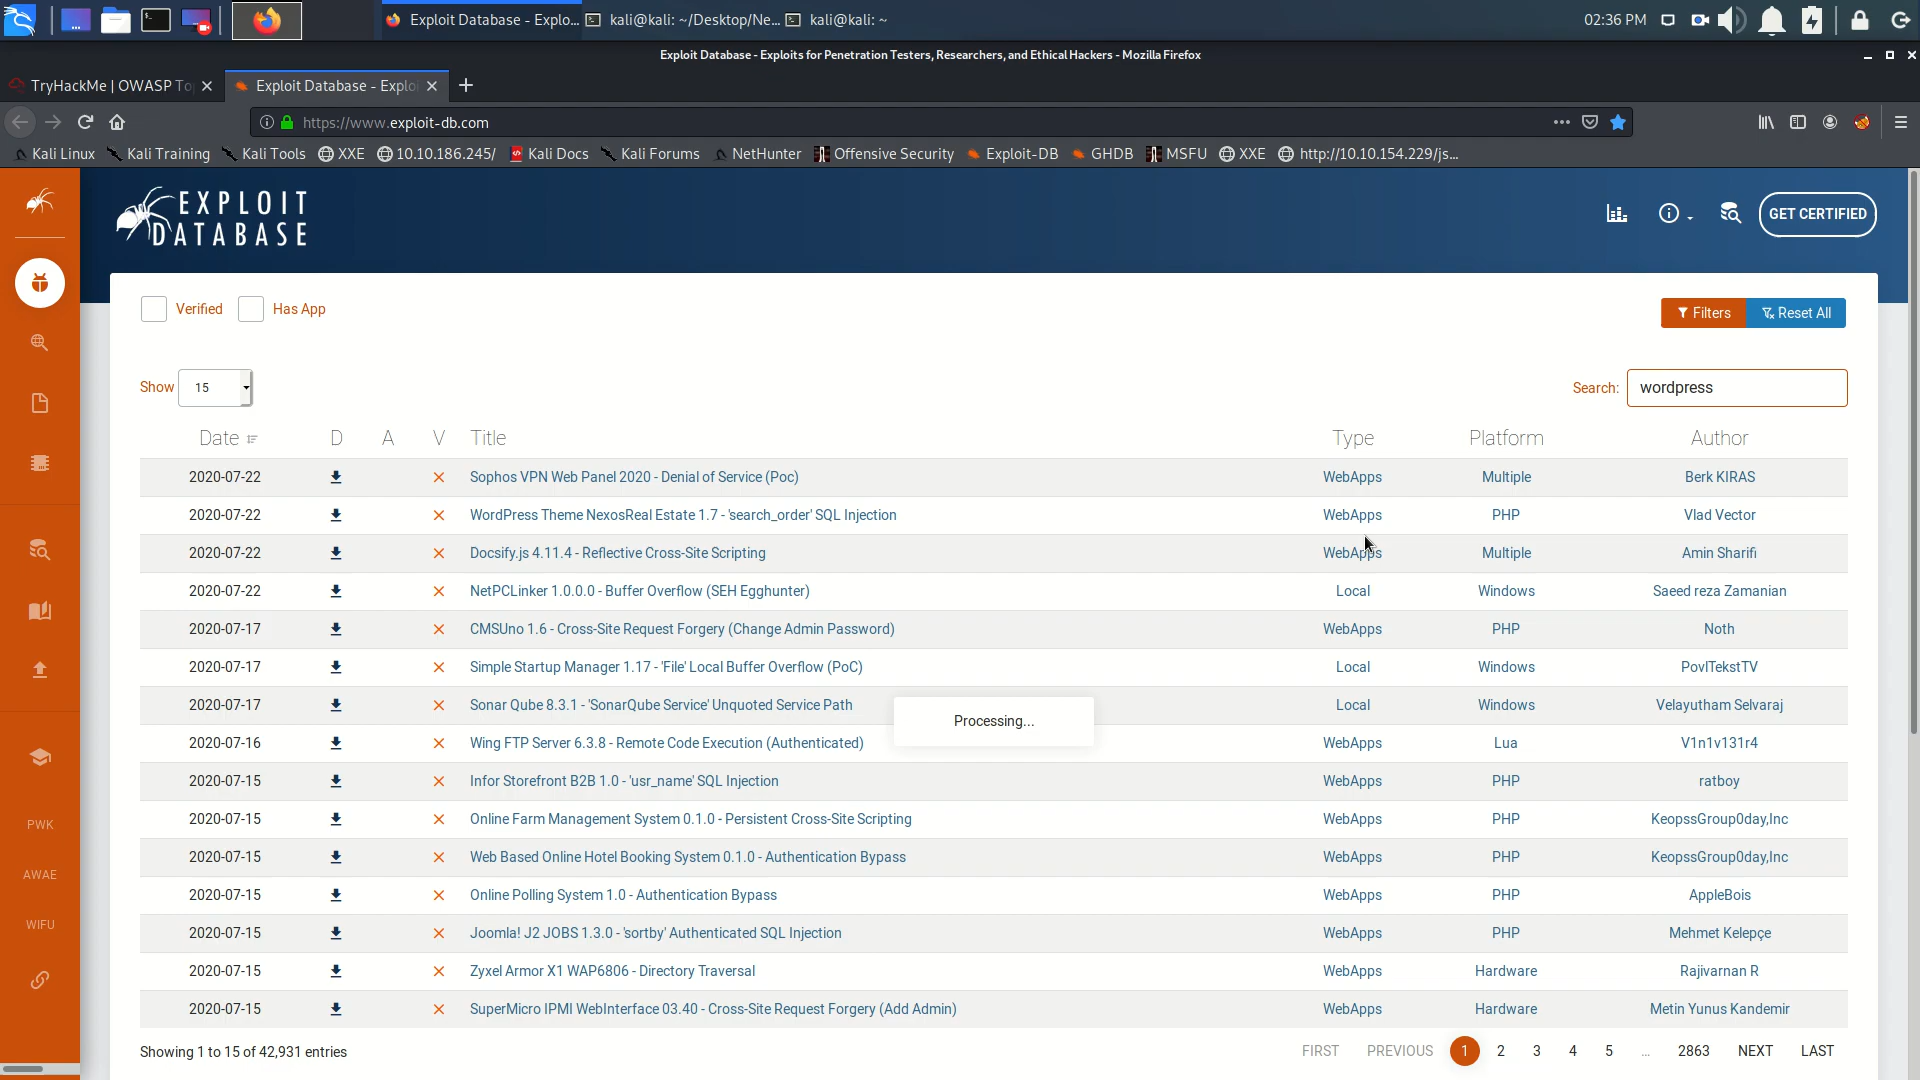 Exploit Database - Explo...
kali@kali: ~/Desktop/Ne...
kali@kali: ~
02:36 PM
Exploit Database - Exploits for Penetration Testers, Researchers, and Ethical Hackers - Mozilla Firefox
TryHackMe | OWASP To
Exploit Database - Explo
https://www.exploit-db.com
Kali Linux Kali Training Kali Tools XXE 10.10.186.245/ Kali Docs Kali Forums NetHunter Offensive Security Exploit-DB GHDB MSFU XXE http://10.10.154.229/js...
EXPLOIT
DATABASE
GET CERTIFIED
Verified Has App
Filters Reset All
Show 15
Search: wordpress
Date D A V Title Type Platform Author
2020-07-22 Sophos VPN Web Panel 2020 - Denial of Service (Poc) WebApps Multiple Berk KIRAS
2020-07-22 WordPress Theme NexosReal Estate 1.7 - 'search_order' SQL Injection WebApps PHP Vlad Vector
2020-07-22 Docsify.js 4.11.4 - Reflective Cross-Site Scripting WebApps Multiple Amin Sharifi
2020-07-22 NetPCLinker 1.0.0.0 - Buffer Overflow (SEH Egghunter) Local Windows Saeed reza Zamanian
2020-07-17 CMSUno 1.6 - Cross-Site Request Forgery (Change Admin Password) WebApps PHP Noth
2020-07-17 Simple Startup Manager 1.17 - 'File' Local Buffer Overflow (PoC) Local Windows PovlTekstTV
2020-07-17 Sonar Qube 8.3.1 - 'SonarQube Service' Unquoted Service Path Local Windows Velayutham Selvaraj
Processing...
2020-07-16 Wing FTP Server 6.3.8 - Remote Code Execution (Authenticated) WebApps Lua V1n1v131r4
2020-07-15 Infor Storefront B2B 1.0 - 'usr_name' SQL Injection WebApps PHP ratboy
2020-07-15 Online Farm Management System 0.1.0 - Persistent Cross-Site Scripting WebApps PHP KeopssGroup0day,Inc
2020-07-15 Web Based Online Hotel Booking System 0.1.0 - Authentication Bypass WebApps PHP KeopssGroup0day,Inc
2020-07-15 Online Polling System 1.0 - Authentication Bypass WebApps PHP AppleBois
2020-07-15 Joomla! J2 JOBS 1.3.0 - 'sortby' Authenticated SQL Injection WebApps PHP Mehmet Kelepçe
2020-07-15 Zyxel Armor X1 WAP6806 - Directory Traversal WebApps Hardware Rajivarnan R
2020-07-15 SuperMicro IPMI WebInterface 03.40 - Cross-Site Request Forgery (Add Admin) WebApps Hardware Metin Yunus Kandemir
PWK
AWAE
WIFU
Showing 1 to 15 of 42,931 entries
FIRST PREVIOUS 1 2 3 4 5 ... 2863 NEXT LAST